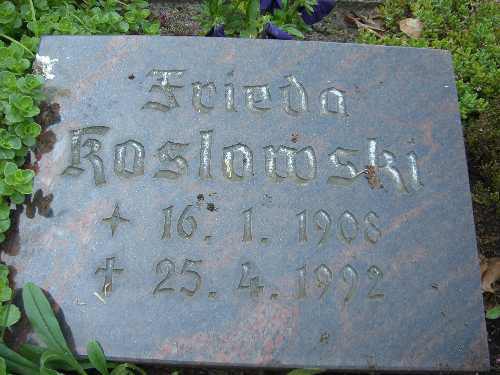 Frieda
Koslowski
16. 1. 1908
† 25. 4. 1992